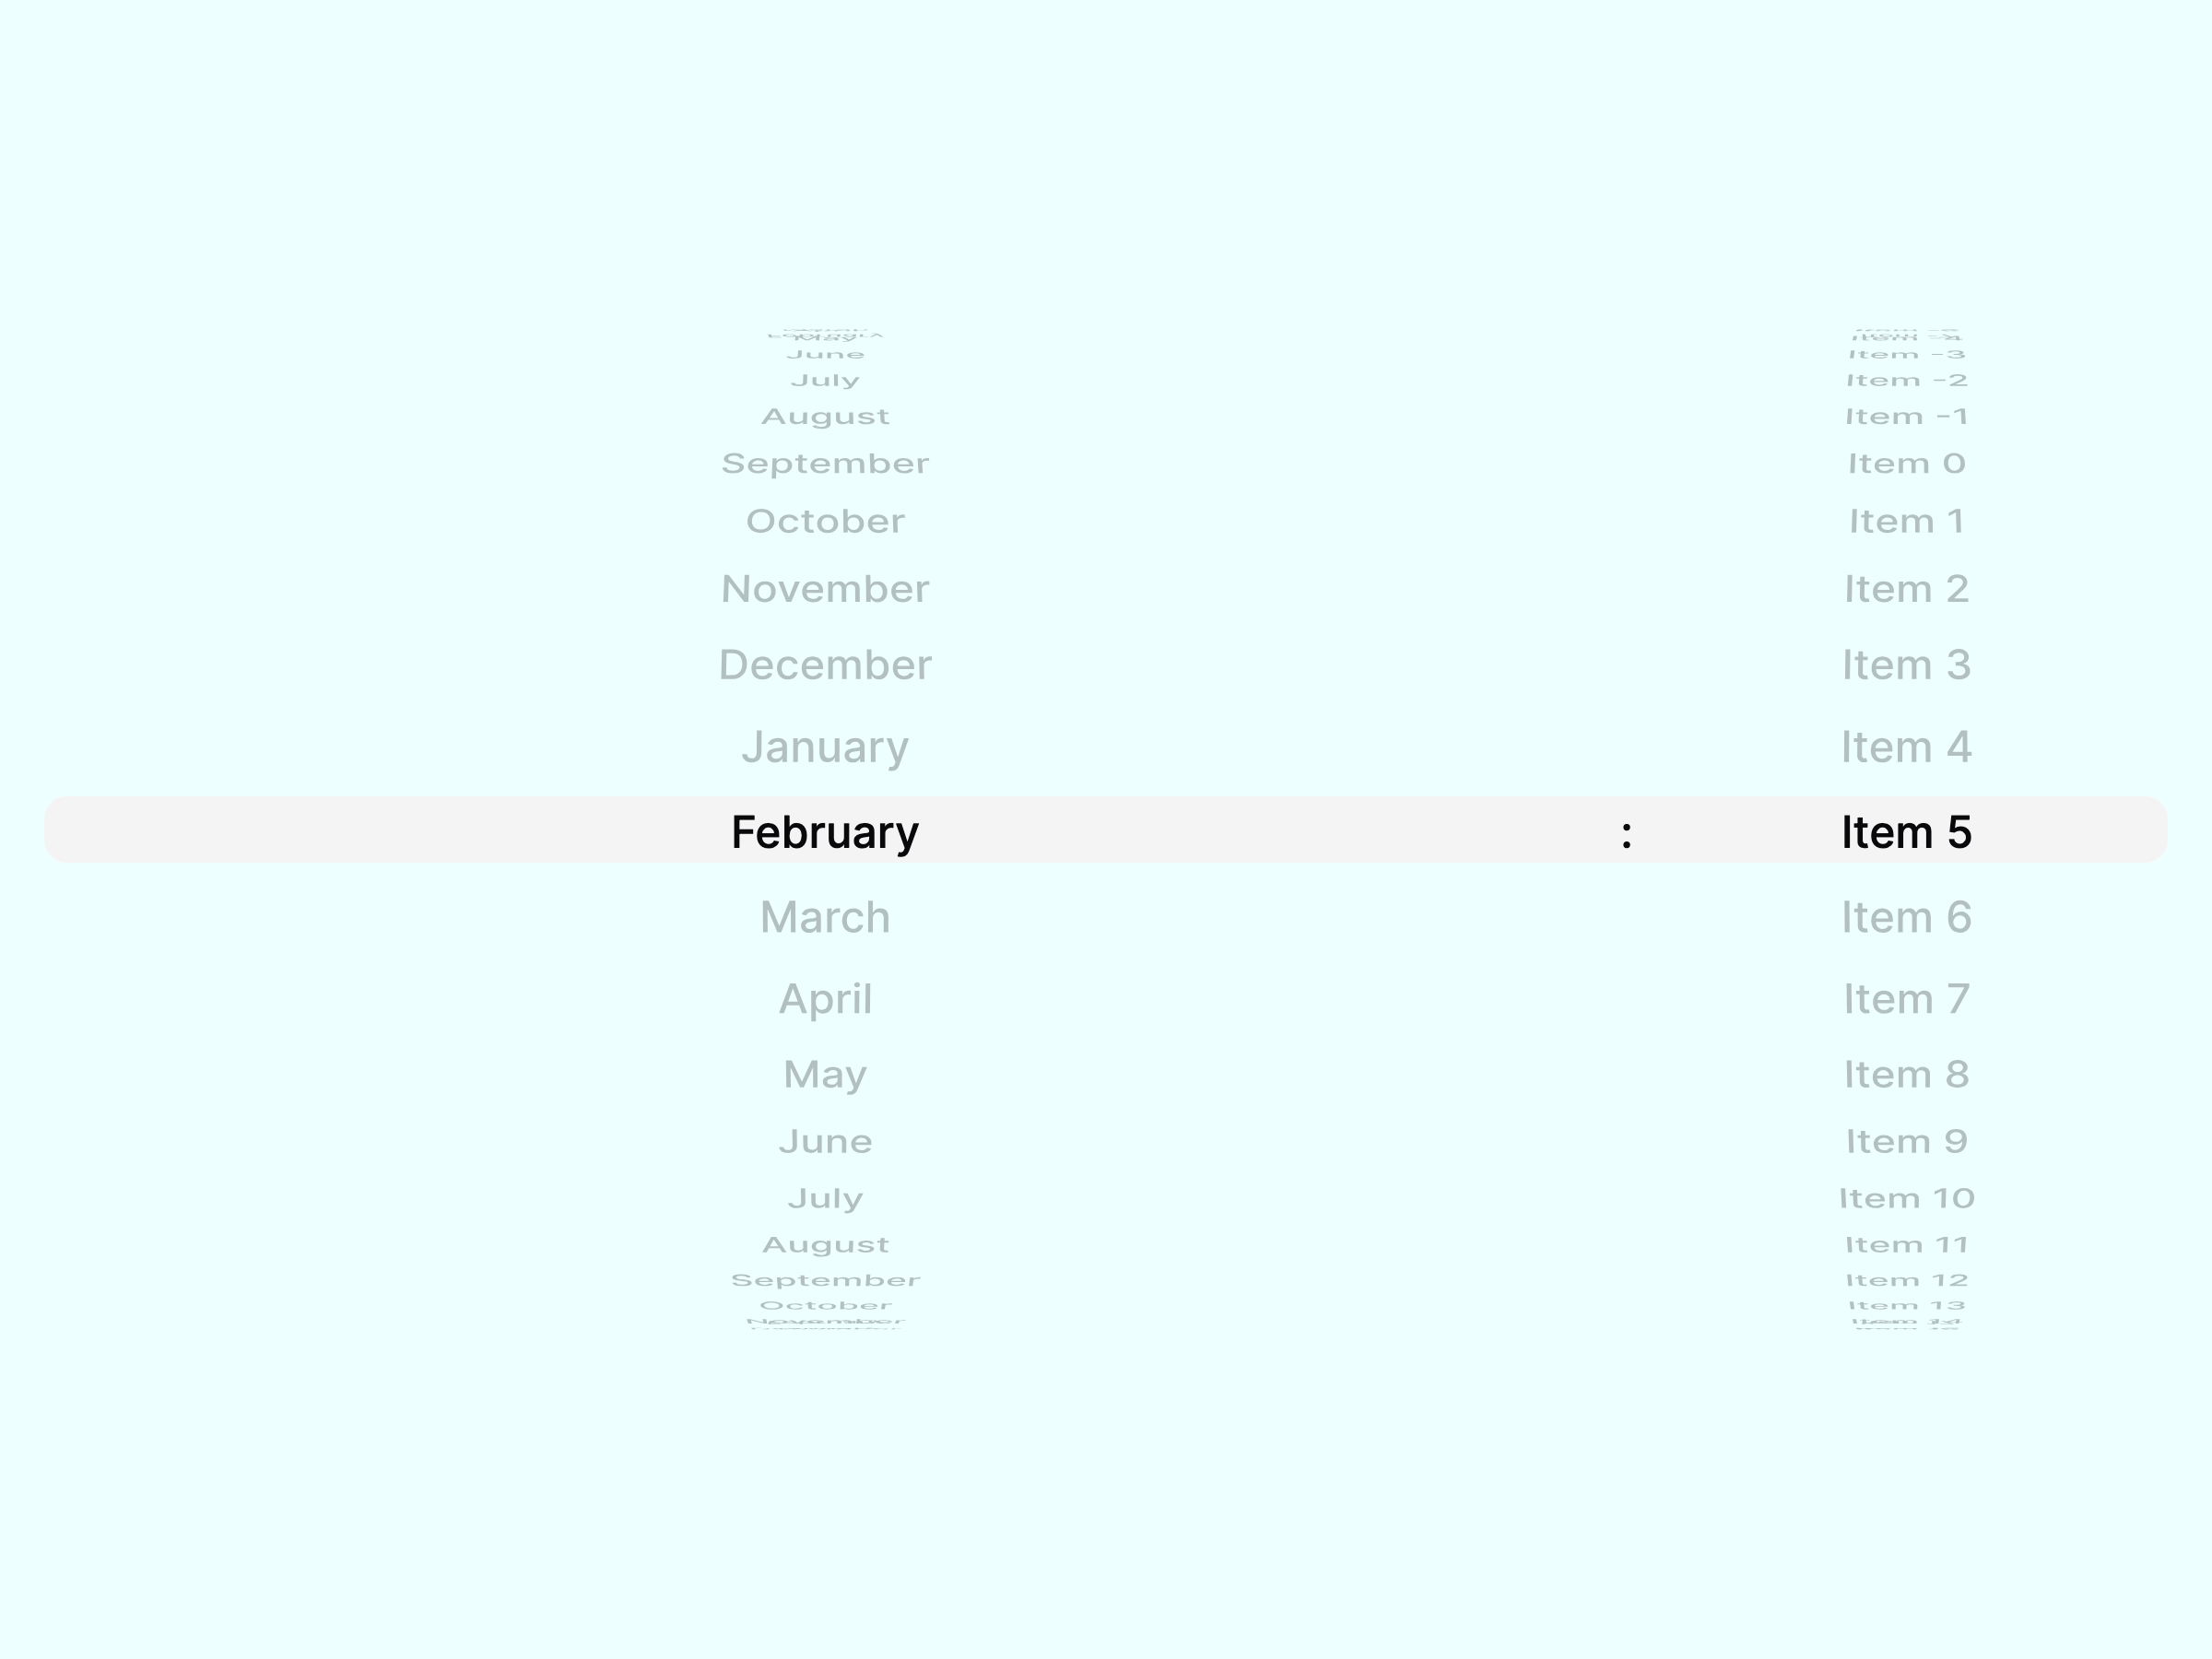 June Item -3
July Item -2
August Item -1
September Item 0
October Item 1
November Item 2
December Item 3
January Item 4
February : Item 5
March Item 6
April Item 7
May Item 8
June Item 9
July Item 10
August Item 11
September Item 12
October Item 13
November